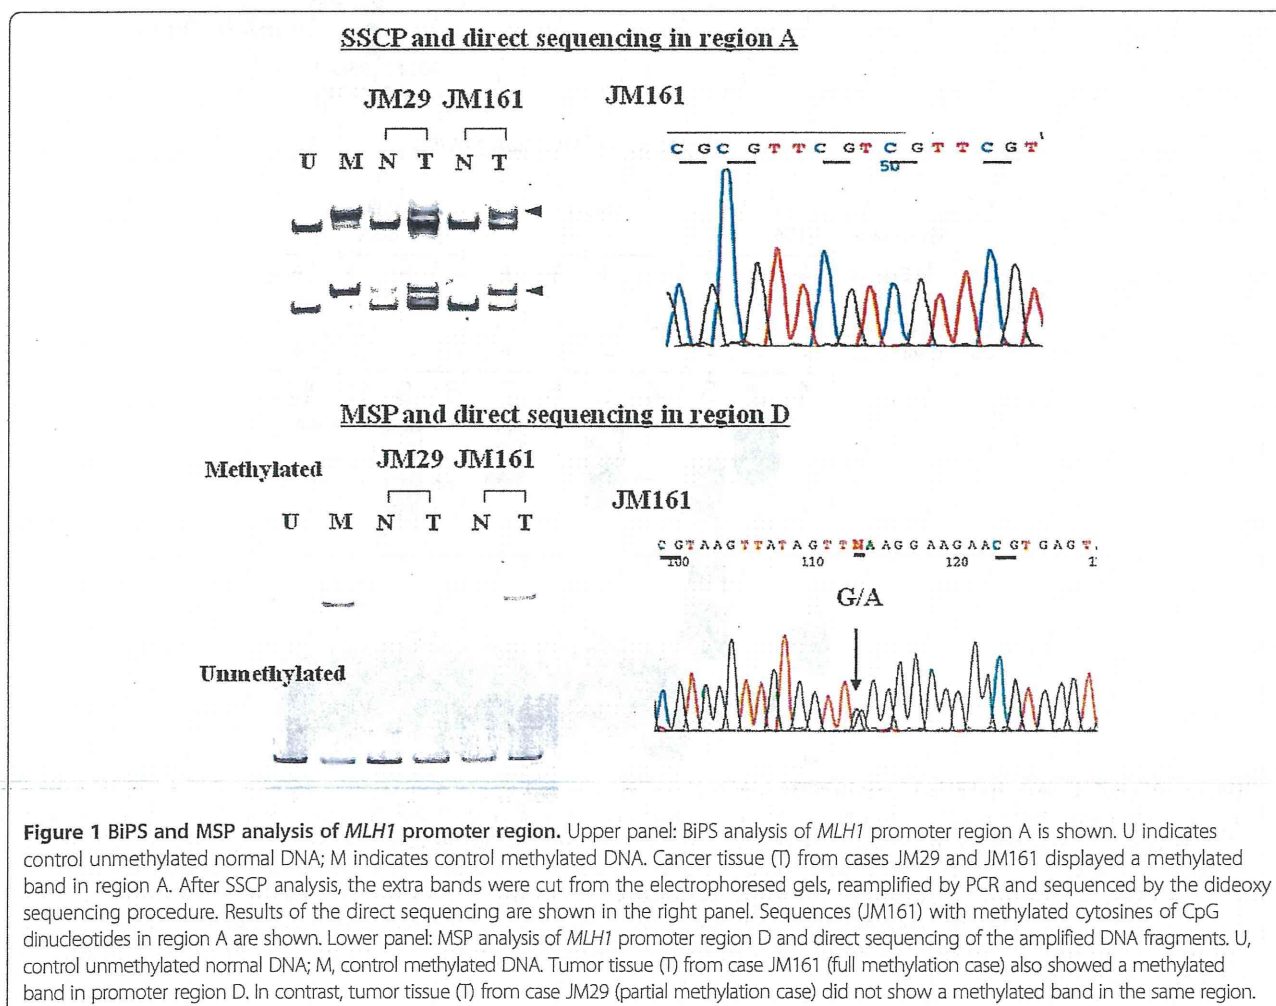 SSCP and direct sequencing in region A
JM29 JM161
U M N T N T
JM161
CGCGTTCGTCGTTCGT
50
MSP and direct sequencing in region D
Methylated
JM29 JM161
U M N T N T
JM161
CGTAAGTTATAGTTNAAGGAAGAACGTGAGT
100 110 120
G/A
Unmethylated
Figure 1 BiPS and MSP analysis of MLH1 promoter region. Upper panel: BiPS analysis of MLH1 promoter region A is shown. U indicates
control unmethylated normal DNA; M indicates control methylated DNA. Cancer tissue (T) from cases JM29 and JM161 displayed a methylated
band in region A. After SSCP analysis, the extra bands were cut from the electrophoresed gels, reamplified by PCR and sequenced by the dideoxy
sequencing procedure. Results of the direct sequencing are shown in the right panel. Sequences (JM161) with methylated cytosines of CpG
dinucleotides in region A are shown. Lower panel: MSP analysis of MLH1 promoter region D and direct sequencing of the amplified DNA fragments. U,
control unmethylated normal DNA; M, control methylated DNA. Tumor tissue (T) from case JM161 (full methylation case) also showed a methylated
band in promoter region D. In contrast, tumor tissue (T) from case JM29 (partial methylation case) did not show a methylated band in the same region.